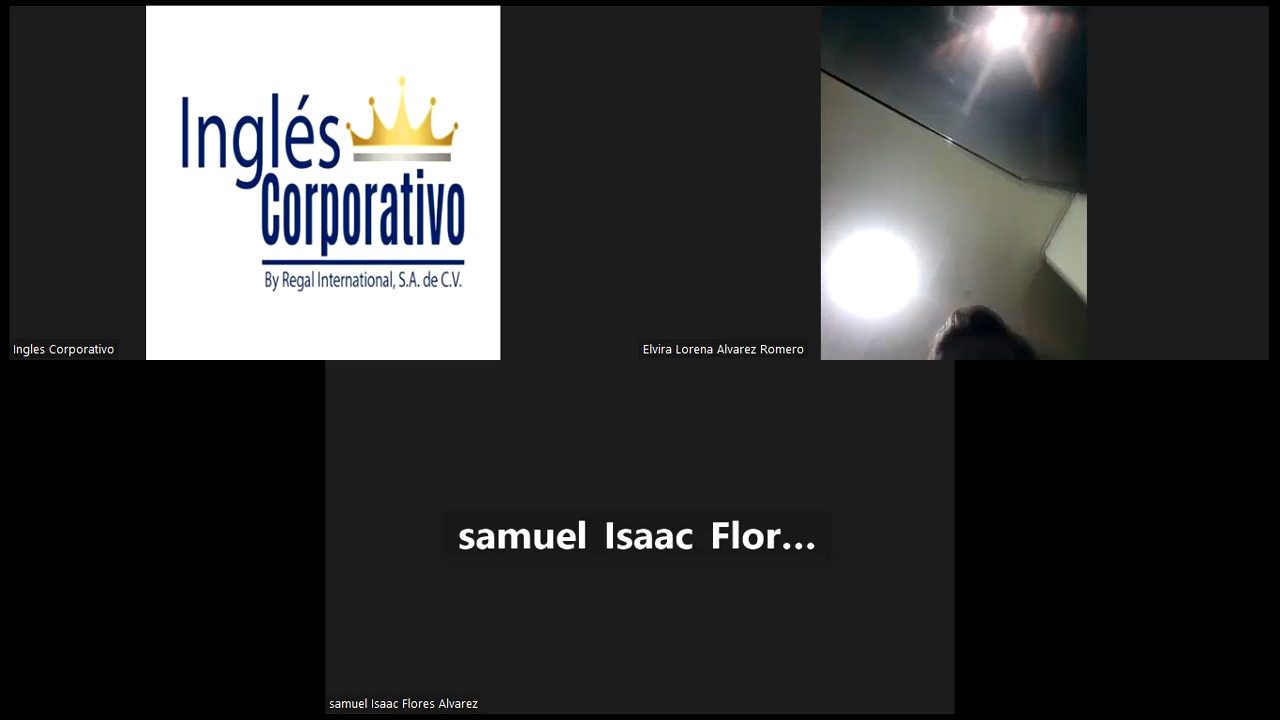 Inglés
Corporativo
By Regal International, S.A. de C.V.
Ingles Corporativo
Elvira Lorena Alvarez Romero
samuel Isaac Flor...
samuel Isaac Flores Alvarez